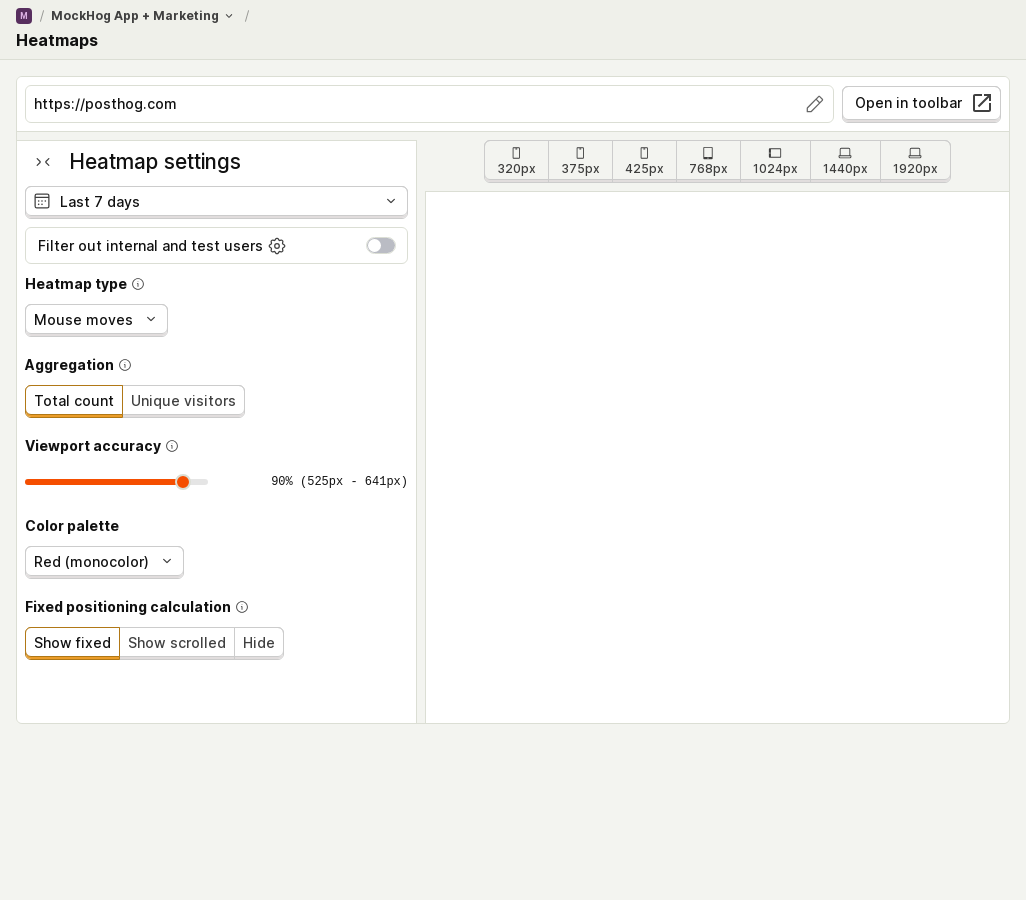 M / MockHog App + Marketing /
Heatmaps
https://posthog.com
Open in toolbar
Heatmap settings
Last 7 days
Filter out internal and test users
Heatmap type
Mouse moves
Aggregation
Total count
Unique visitors
Viewport accuracy
90% (525px - 641px)
Color palette
Red (monocolor)
Fixed positioning calculation
Show fixed
Show scrolled
Hide
320px
375px
425px
768px
1024px
1440px
1920px